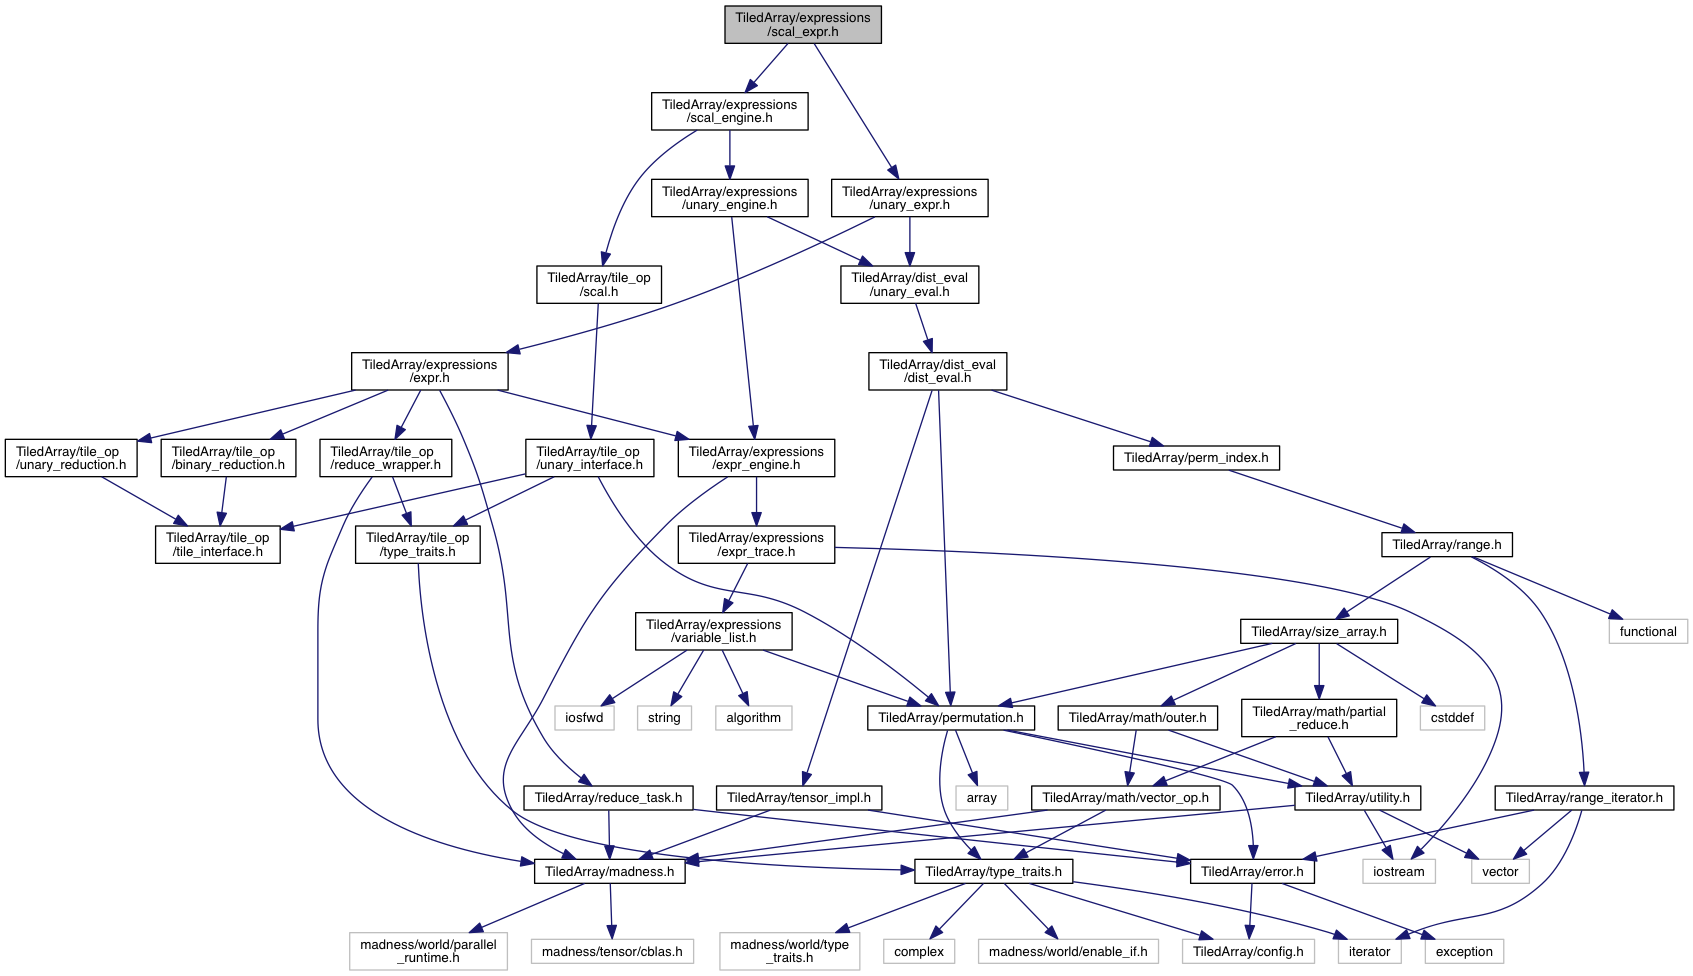 TiledArray/expressions
/scal_expr.h
TiledArray/expressions
/scal_engine.h
TiledArray/expressions
/unary_engine.h
TiledArray/expressions
/unary_expr.h
TiledArray/tile_op
/scal.h
TiledArray/dist_eval
/unary_eval.h
TiledArray/expressions
/expr.h
TiledArray/dist_eval
/dist_eval.h
TiledArray/tile_op
/unary_reduction.h
TiledArray/tile_op
/binary_reduction.h
TiledArray/tile_op
/reduce_wrapper.h
TiledArray/tile_op
/unary_interface.h
TiledArray/expressions
/expr_engine.h
TiledArray/perm_index.h
TiledArray/tile_op
/tile_interface.h
TiledArray/tile_op
/type_traits.h
TiledArray/expressions
/expr_trace.h
TiledArray/range.h
TiledArray/expressions
/variable_list.h
TiledArray/size_array.h
functional
iosfwd
string
algorithm
TiledArray/permutation.h
TiledArray/math/outer.h
TiledArray/math/partial
_reduce.h
cstddef
TiledArray/reduce_task.h
TiledArray/tensor_impl.h
array
TiledArray/math/vector_op.h
TiledArray/utility.h
TiledArray/range_iterator.h
TiledArray/madness.h
TiledArray/type_traits.h
TiledArray/error.h
iostream
vector
madness/world/parallel
_runtime.h
madness/tensor/cblas.h
madness/world/type
_traits.h
complex
madness/world/enable_if.h
TiledArray/config.h
iterator
exception